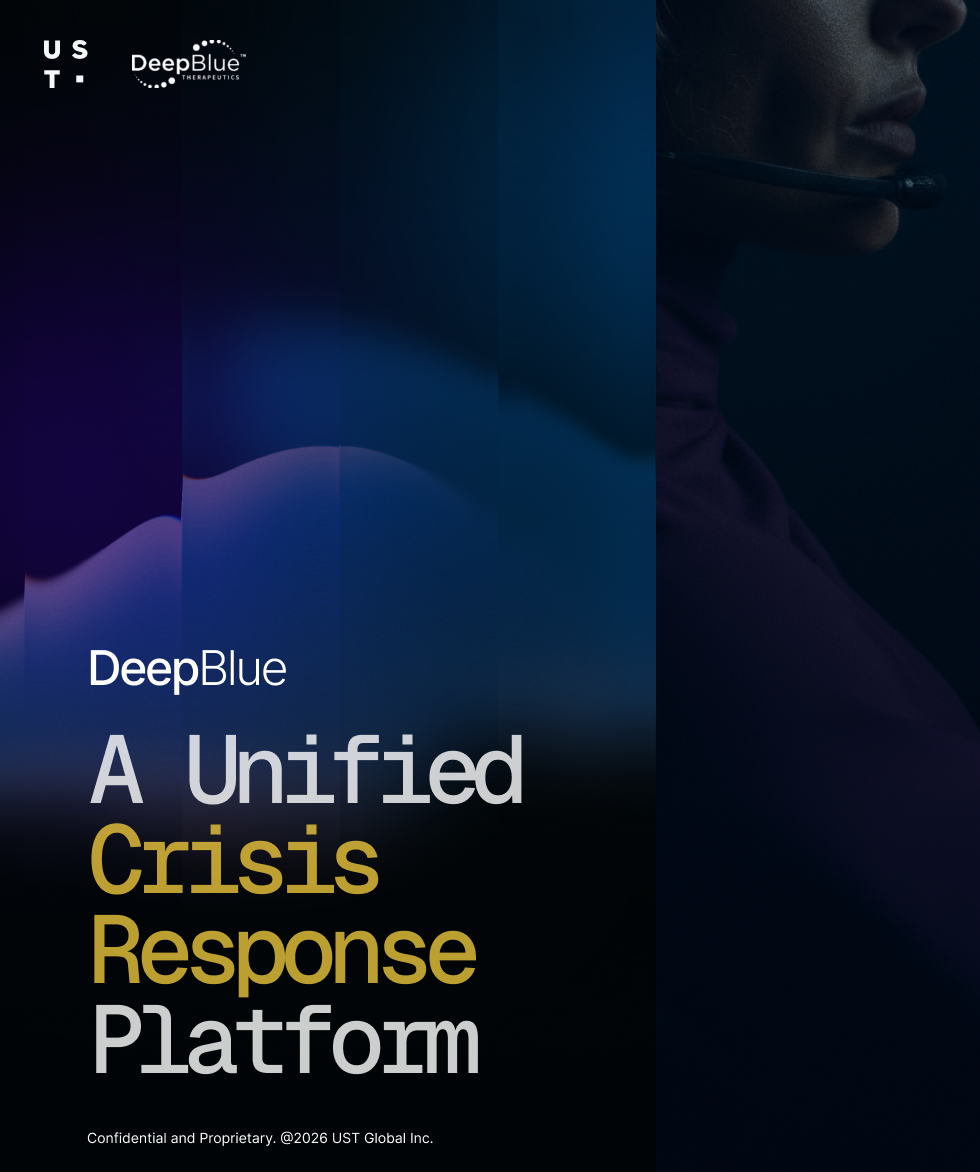 U S
T .
DeepBlue™
THERAPEUTICS
DeepBlue
A Unified
Crisis
Response
Platform
Confidential and Proprietary. @2026 UST Global Inc.